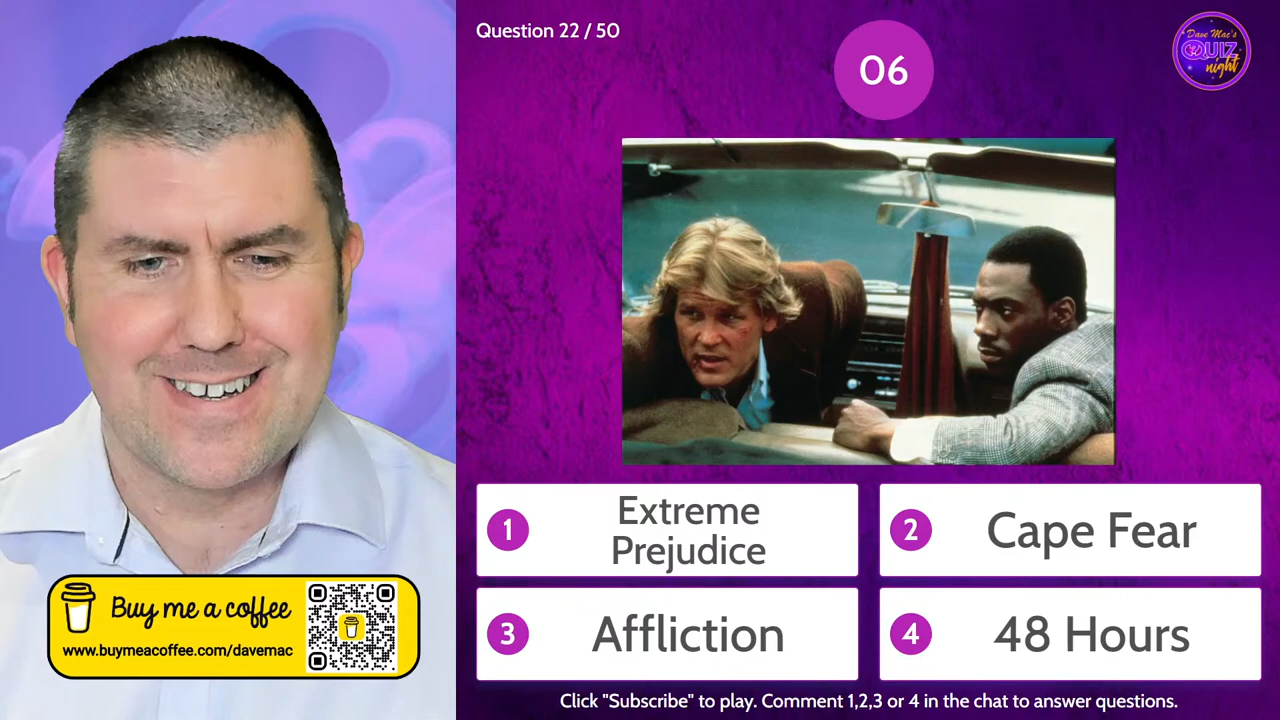 Question 22 / 50
06
Dave Mac's
QUIZ
night
1
Extreme
Prejudice
2
Cape Fear
3
Affliction
4
48 Hours
Buy me a coffee
www.buymeacoffee.com/davemac
Click "Subscribe" to play. Comment 1,2,3 or 4 in the chat to answer questions.